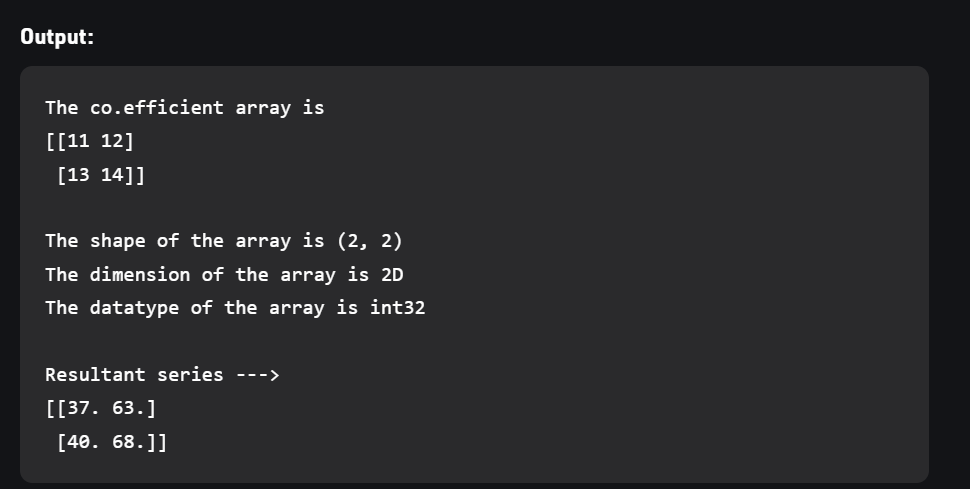 Output:
The co.efficient array is
[[11 12]
 [13 14]]
The shape of the array is (2, 2)
The dimension of the array is 2D
The datatype of the array is int32
Resultant series --->
[[37. 63.]
 [40. 68.]]